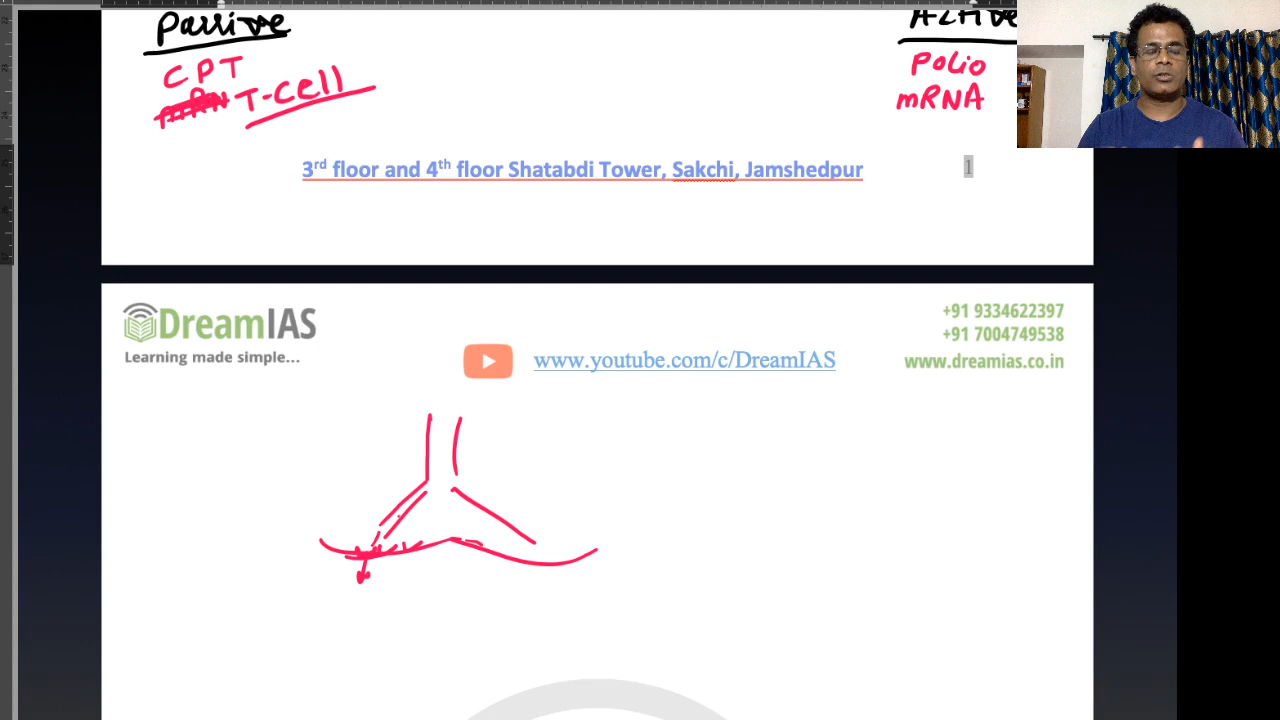 Passive
CPT
T-cell
Active
Polio
mRNA
3rd floor and 4th floor Shatabdi Tower, Sakchi, Jamshedpur
1
DreamIAS
Learning made simple...
www.youtube.com/c/DreamIAS
+91 9334622397
+91 7004749538
www.dreamias.co.in